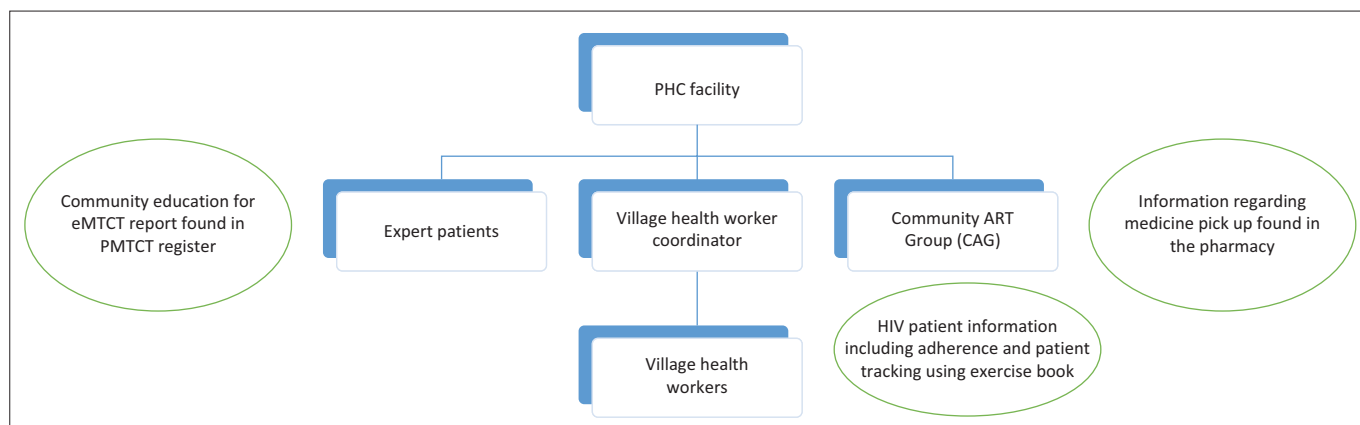 PHC facility
Community education for
eMTCT report found in
PMTCT register
Expert patients
Village health worker
coordinator
Community ART
Group (CAG)
Information regarding
medicine pick up found in
the pharmacy
Village health
workers
HIV patient information
including adherence and patient
tracking using exercise book